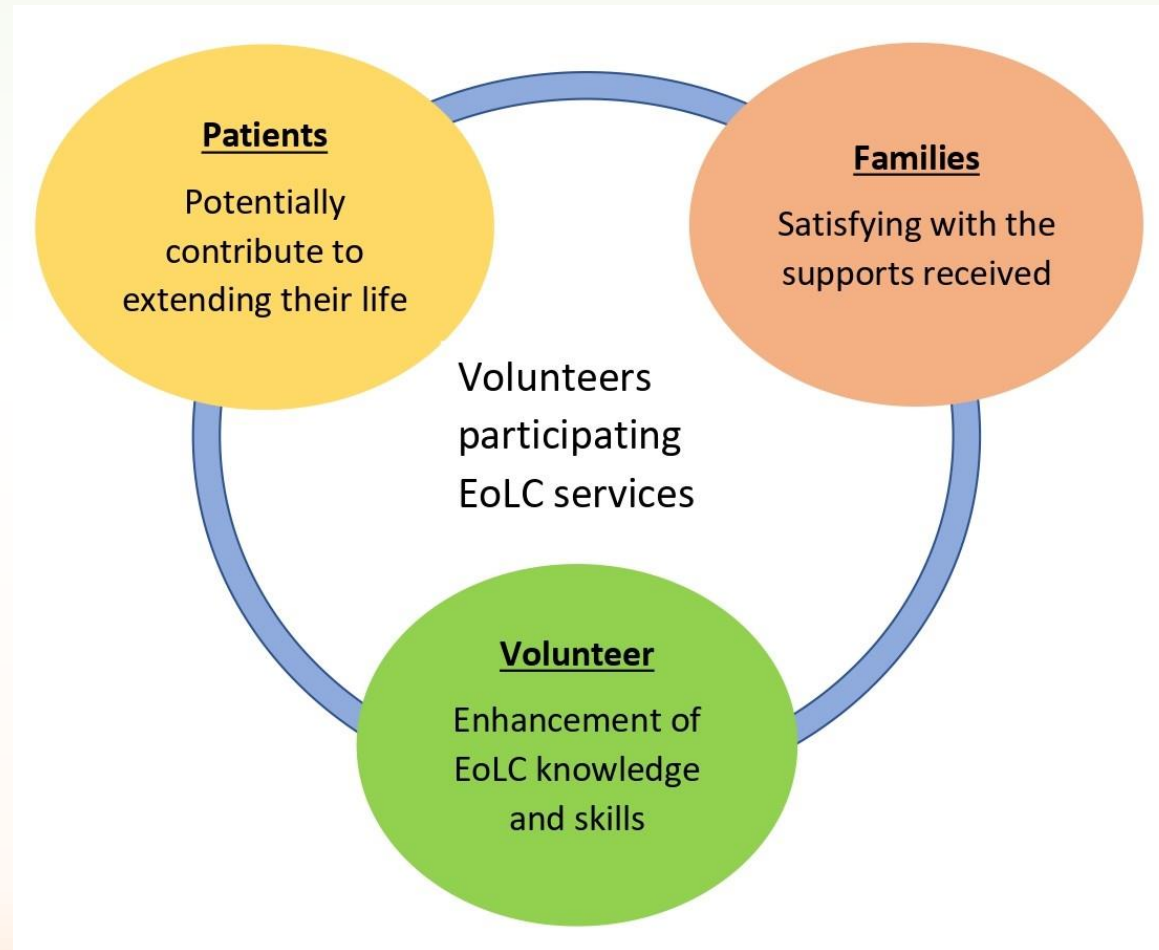 Patients
Potentially
contribute to
extending their life
Families
Satisfying with the
supports received
Volunteers
participating
EoLC services
Volunteer
Enhancement of
EoLC knowledge
and skills